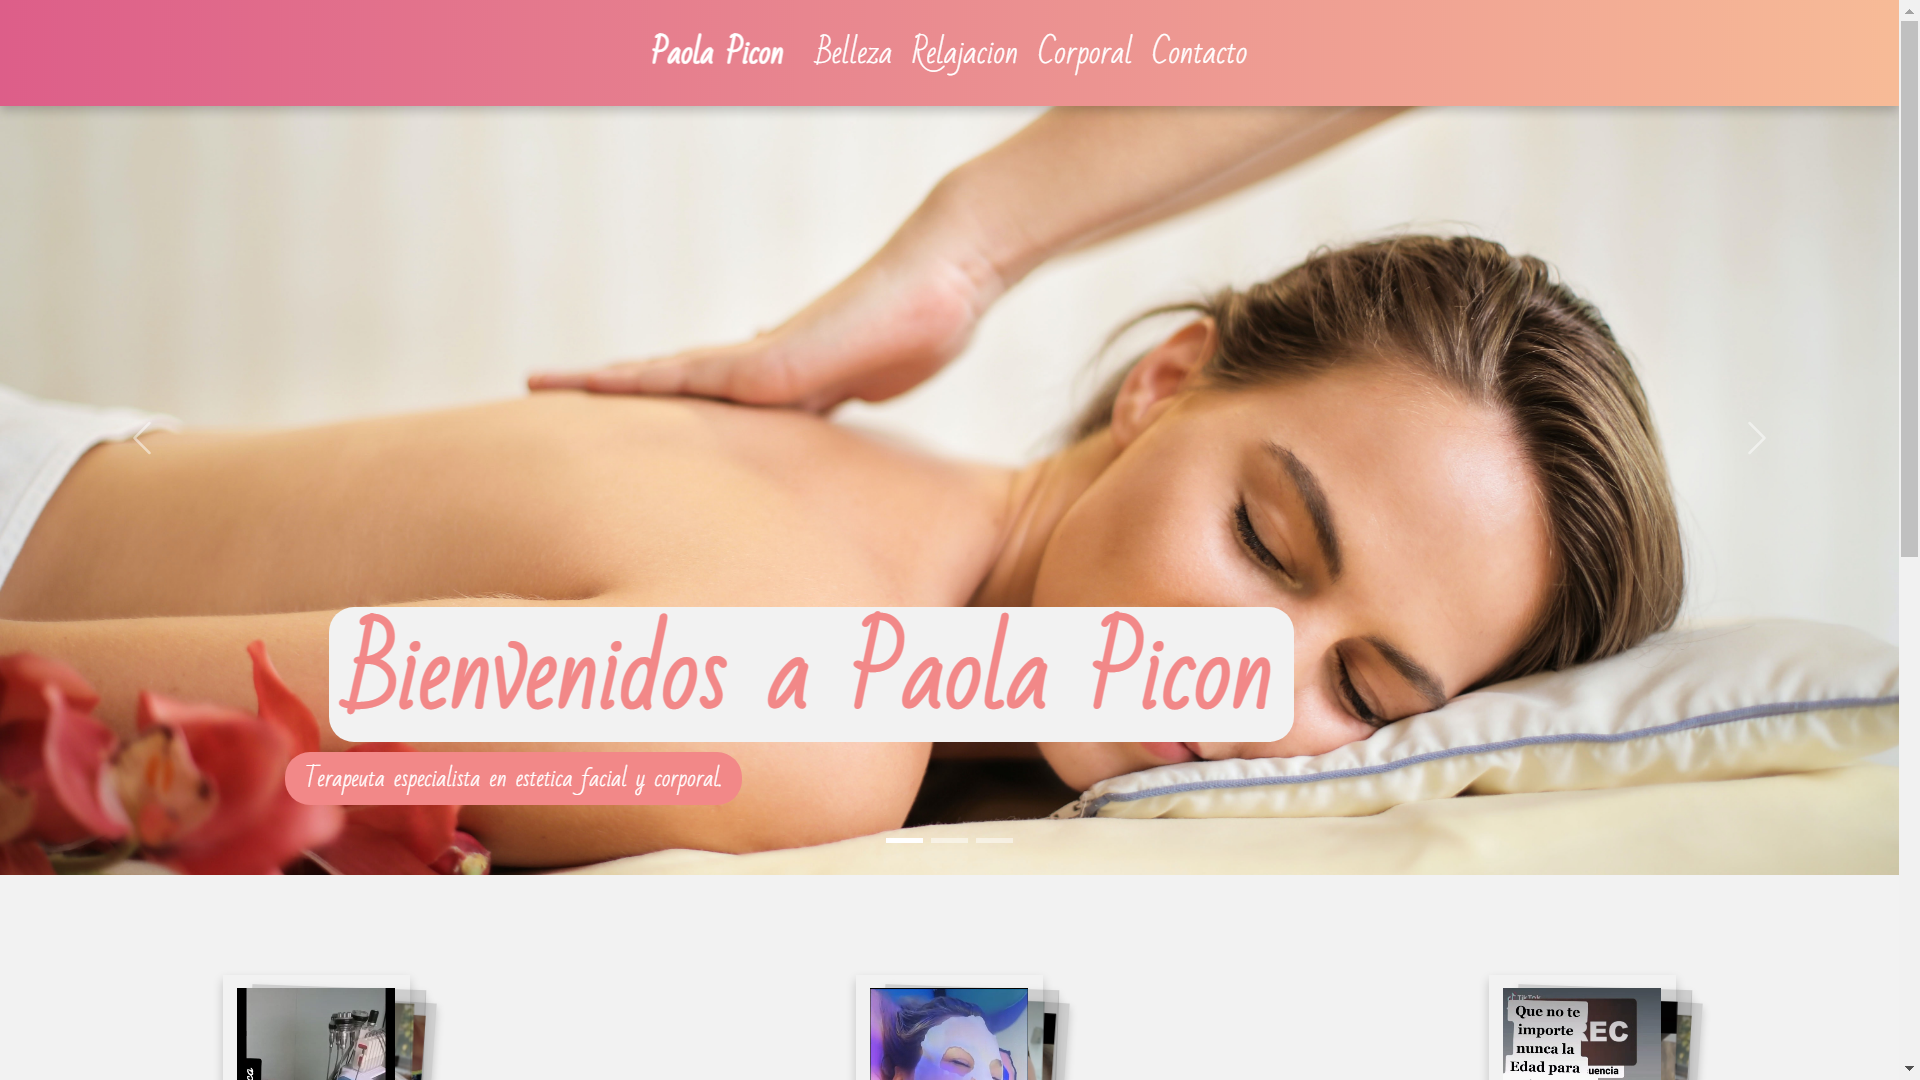 Paola Picon Belleza Relajacion Corporal Contacto
Bienvenidos a Paola Picon
Terapeuta especialista en estetica facial y corporal.
TikTok
REC
Que no te
importe
nunca la
Edad para
uencia